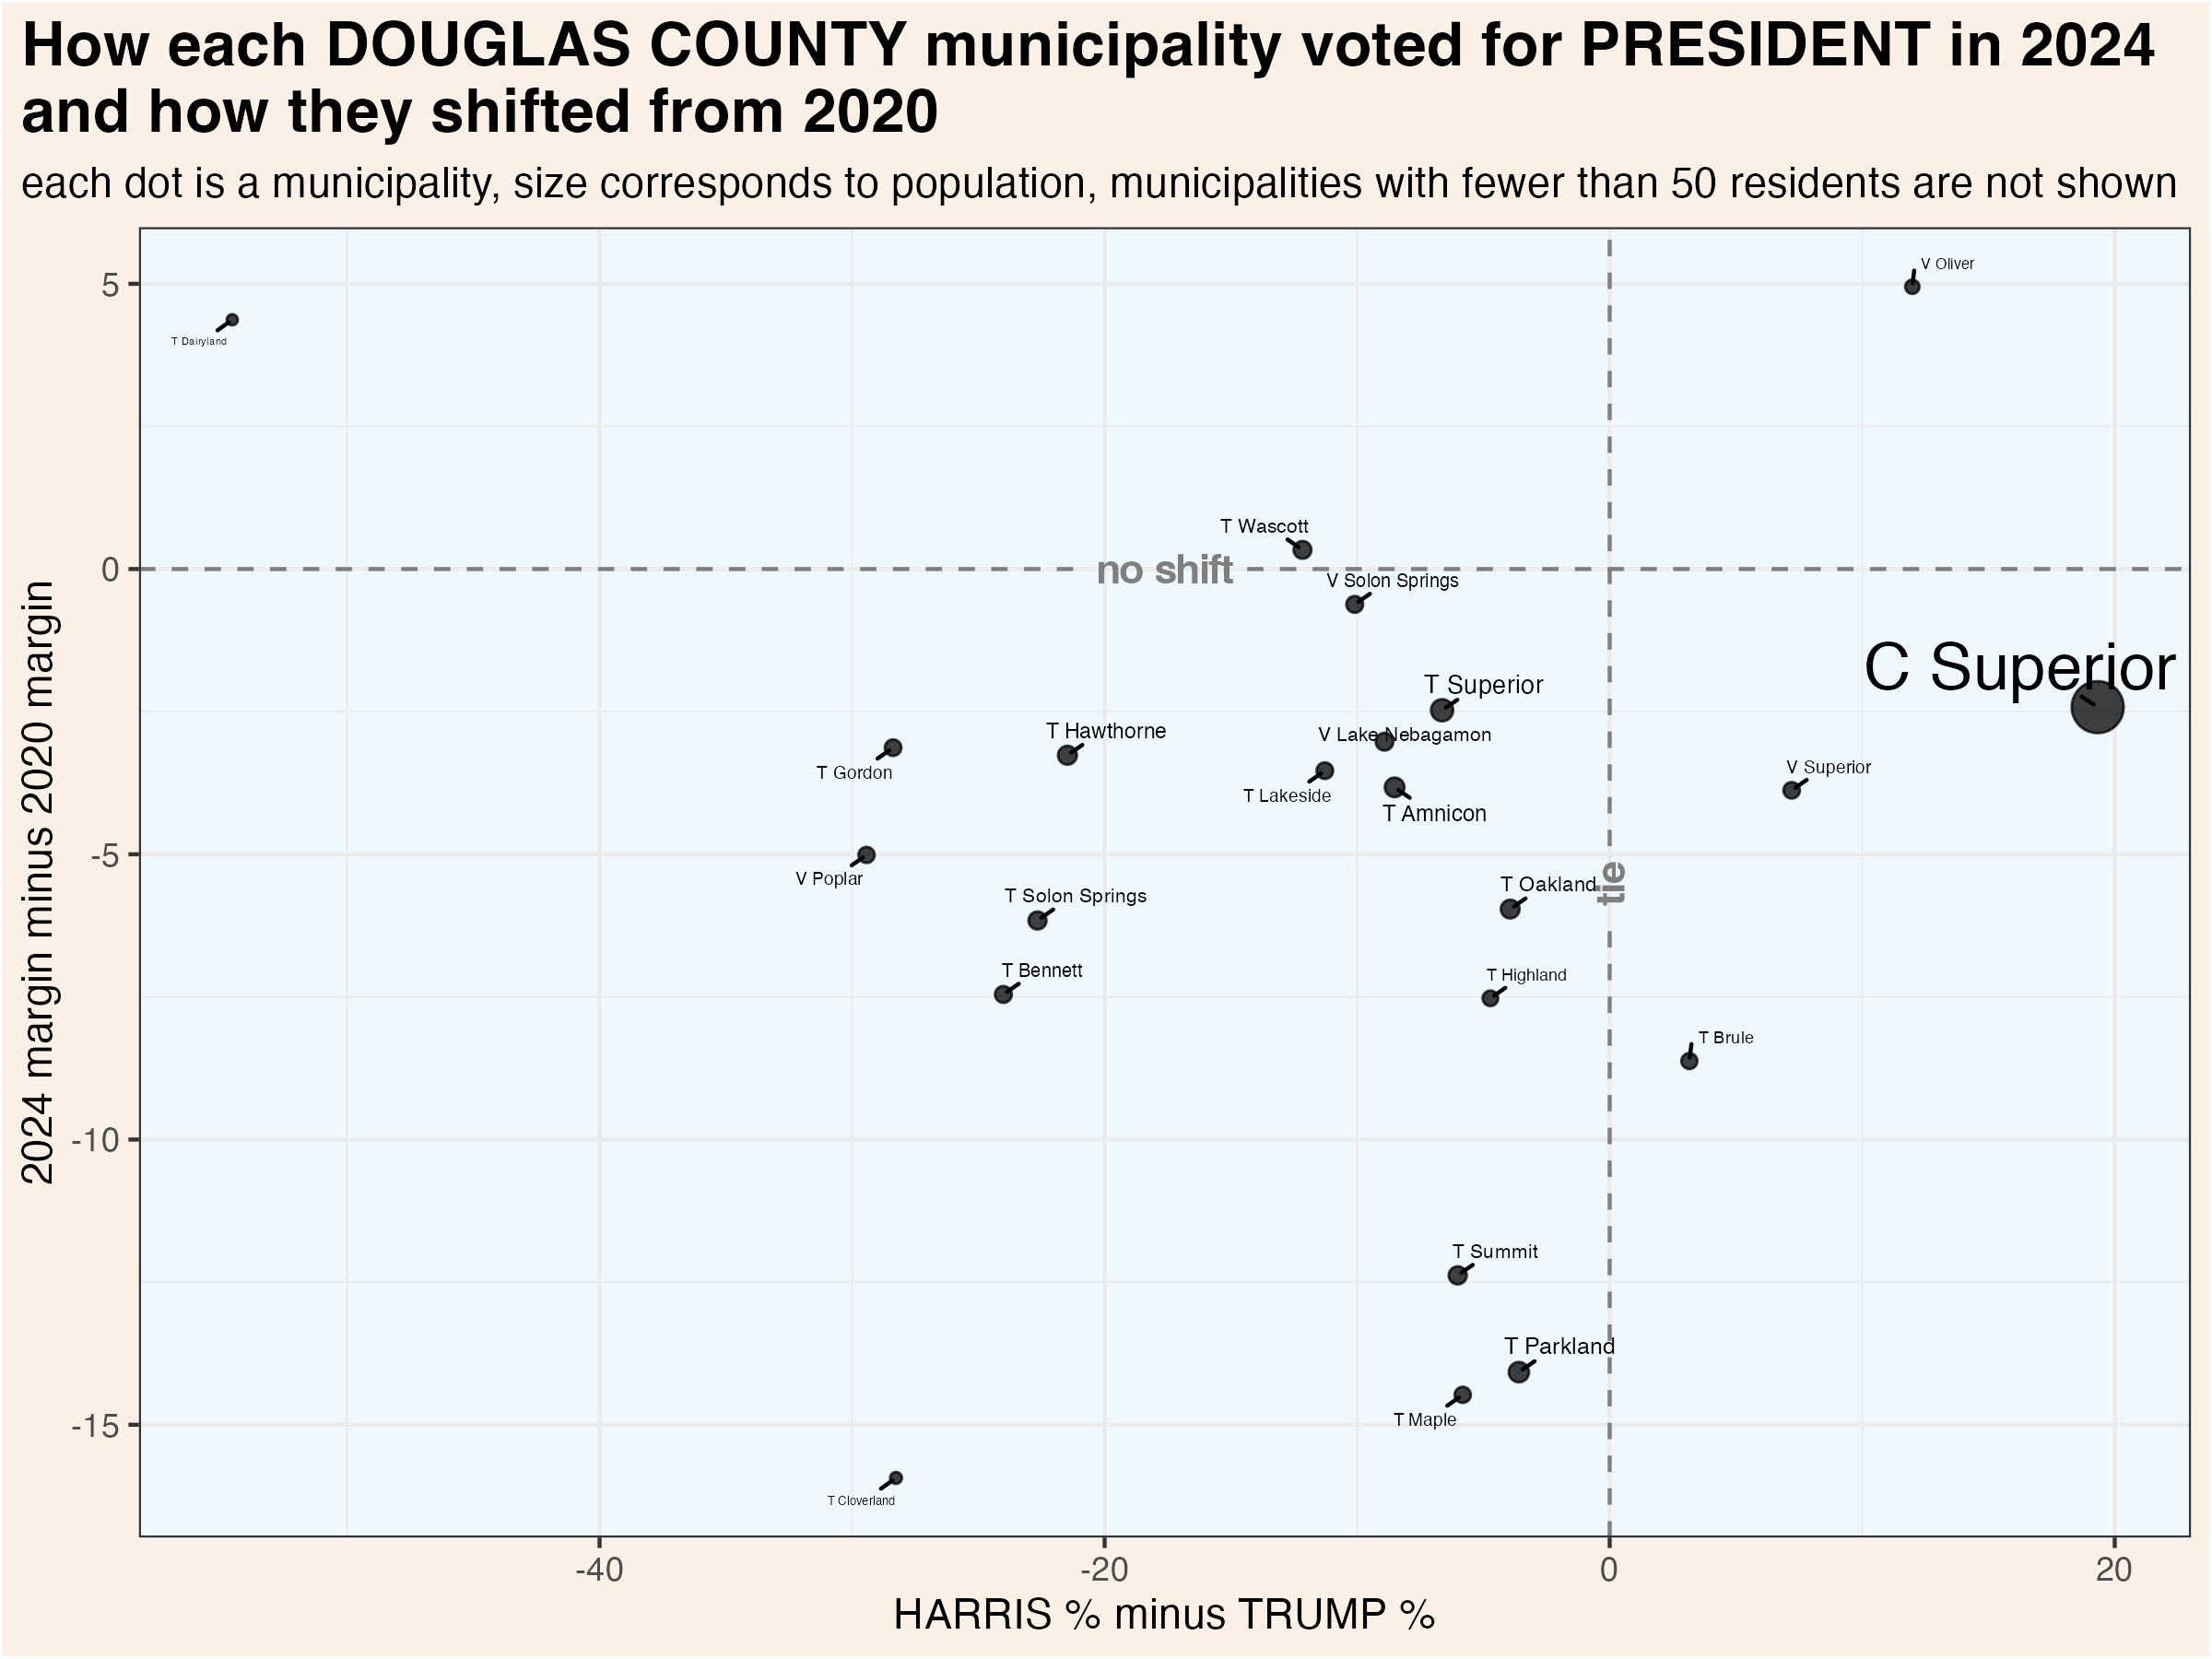 How each DOUGLAS COUNTY municipality voted for PRESIDENT in 2024
and how they shifted from 2020
each dot is a municipality, size corresponds to population, municipalities with fewer than 50 residents are not shown
2024 margin minus 2020 margin
5
0
-5
-10
-15
V Oliver
T Dairyland
T Wascott
no shift
V Solon Springs
C Superior
T Superior
T Hawthorne
V Lake Nebagamon
T Gordon
V Superior
T Lakeside
T Amnicon
V Poplar
tie
T Oakland
T Solon Springs
T Bennett
T Highland
T Brule
T Summit
T Parkland
T Maple
T Cloverland
-40
-20
0
20
HARRIS % minus TRUMP %